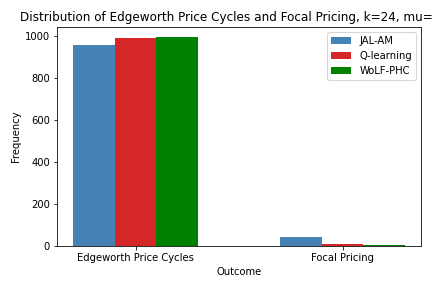 Distribution of Edgeworth Price Cycles and Focal Pricing, k=24, mu=
1000
800
600
400
200
0
Frequency
JAL-AM
Q-learning
WoLF-PHC
Edgeworth Price Cycles
Focal Pricing
Outcome